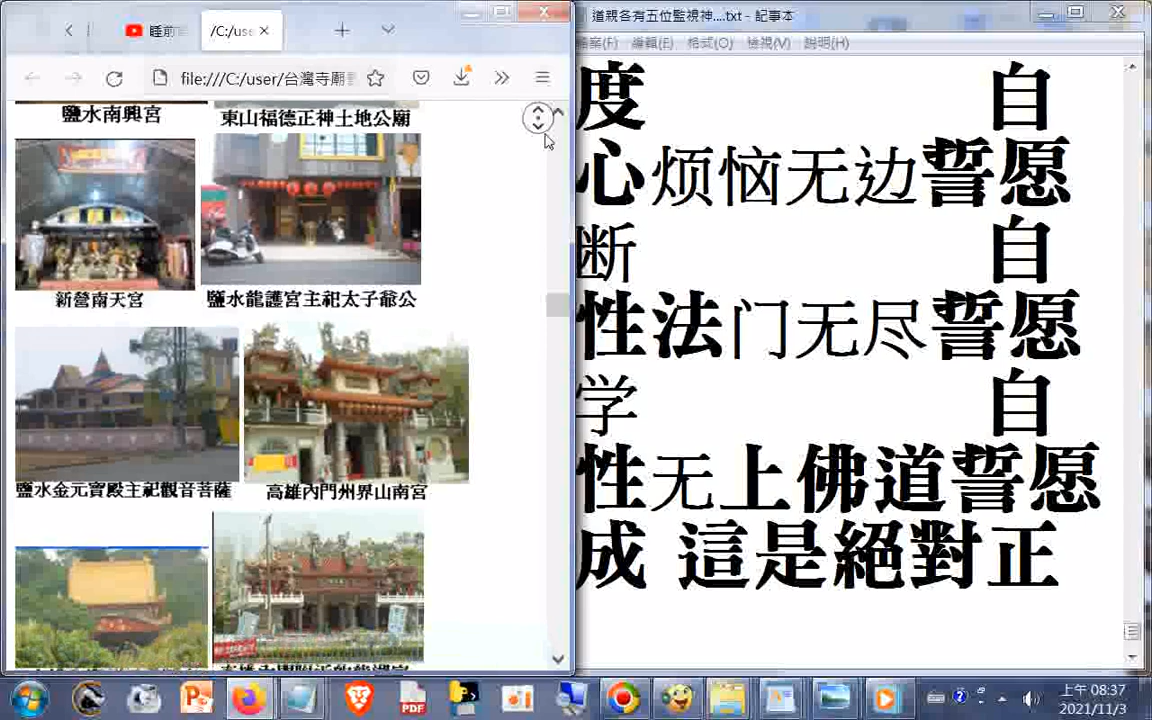 睡前
/C:/use
file:///C:/user/台灣寺廟
鹽水南興宮
東山福德正神土地公廟
新營南天宮
鹽水龍護宮主祀太子爺公
鹽水金元寶殿主祀觀音菩薩
高雄內門州界山南宮
道親各有五位監視神....txt - 記事本
檔案(F) 編輯(E) 格式(O) 檢視(V) 說明(H)
度 自
心烦恼无边誓愿
断 自
性法门无尽誓愿
学 自
性无上佛道誓愿
成 這是絕對正
上午 08:37
2021/11/3